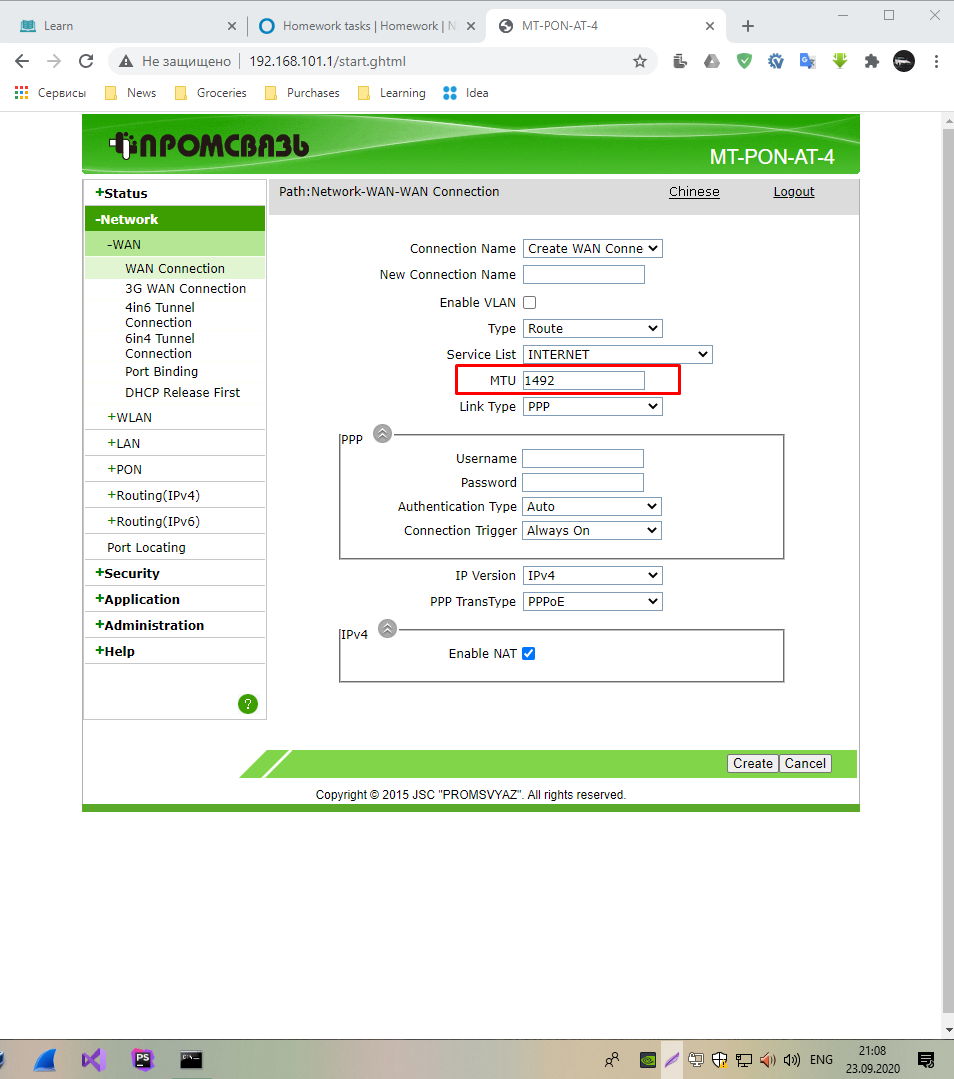 Learn
Homework tasks | Homework | N
MT-PON-AT-4
Не защищено
192.168.101.1/start.ghtml
Сервисы
News
Groceries
Purchases
Learning
Idea
ПРОМСВЯЗЬ
MT-PON-AT-4
+Status
-Network
-WAN
WAN Connection
3G WAN Connection
4in6 Tunnel
Connection
6in4 Tunnel
Connection
Port Binding
DHCP Release First
+WLAN
+LAN
+PON
+Routing(IPv4)
+Routing(IPv6)
Port Locating
+Security
+Application
+Administration
+Help
?
Path:Network-WAN-WAN Connection
Chinese
Logout
Connection Name Create WAN Conne
New Connection Name
Enable VLAN
Type Route
Service List INTERNET
MTU 1492
Link Type PPP
PPP
Username
Password
Authentication Type Auto
Connection Trigger Always On
IP Version IPv4
PPP TransType PPPoE
IPv4
Enable NAT
Create Cancel
Copyright © 2015 JSC "PROMSVYAZ". All rights reserved.
PS
ENG
21:08
23.09.2020